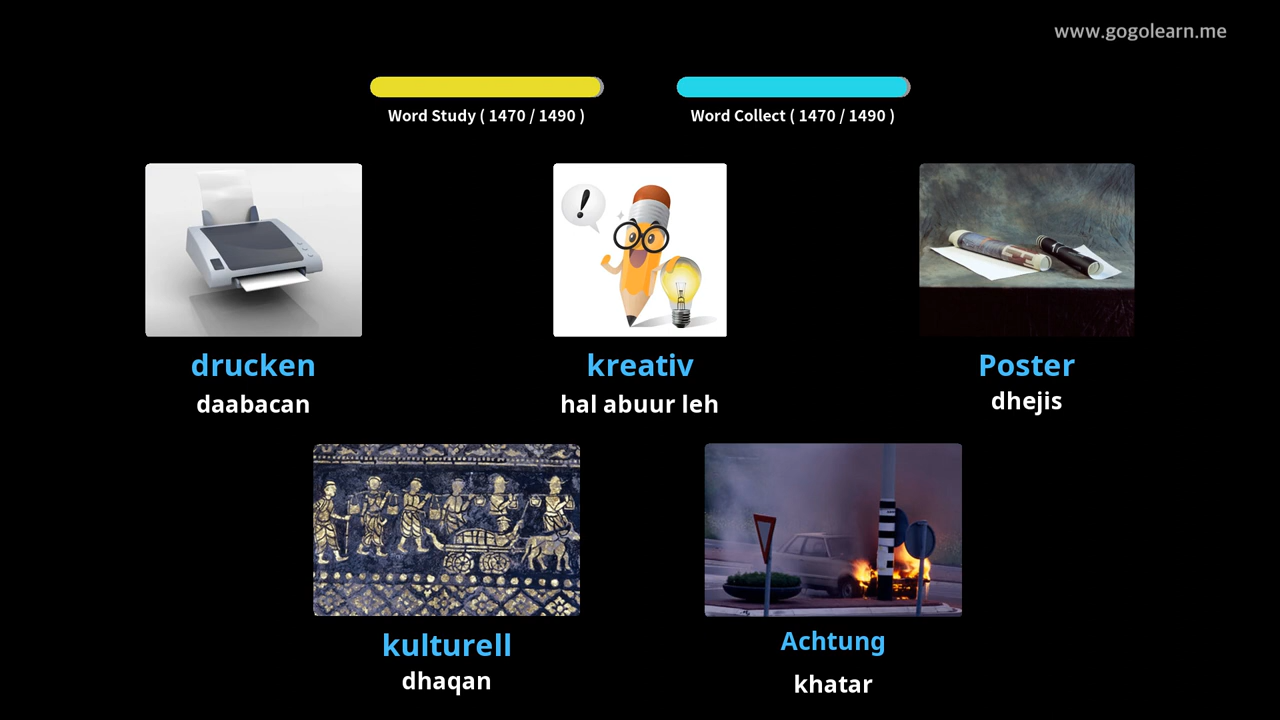 www.gogolearn.me
Word Study ( 1470 / 1490 )
Word Collect ( 1470 / 1490 )
drucken
daabacan
kreativ
hal abuur leh
Poster
dhejis
kulturell
dhaqan
Achtung
khatar